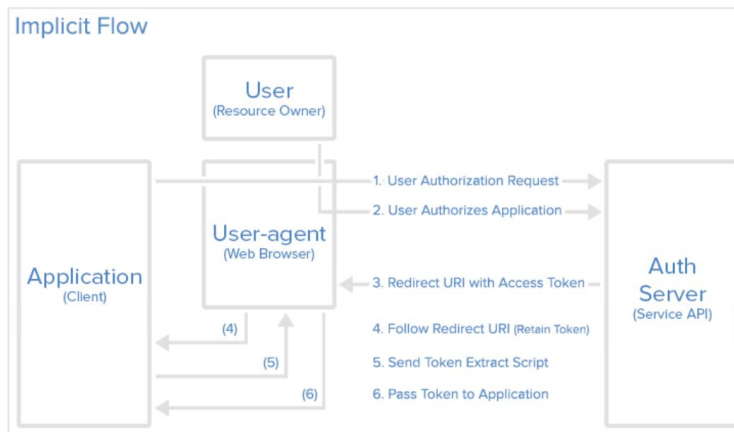 Implicit Flow
User
(Resource Owner)
1. User Authorization Request
2. User Authorizes Application
User-agent
(Web Browser)
Application
(Client)
3. Redirect URI with Access Token
Auth
Server
(Service API)
(4)
4. Follow Redirect URI (Retain Token)
(5)
5. Send Token Extract Script
(6)
6. Pass Token to Application